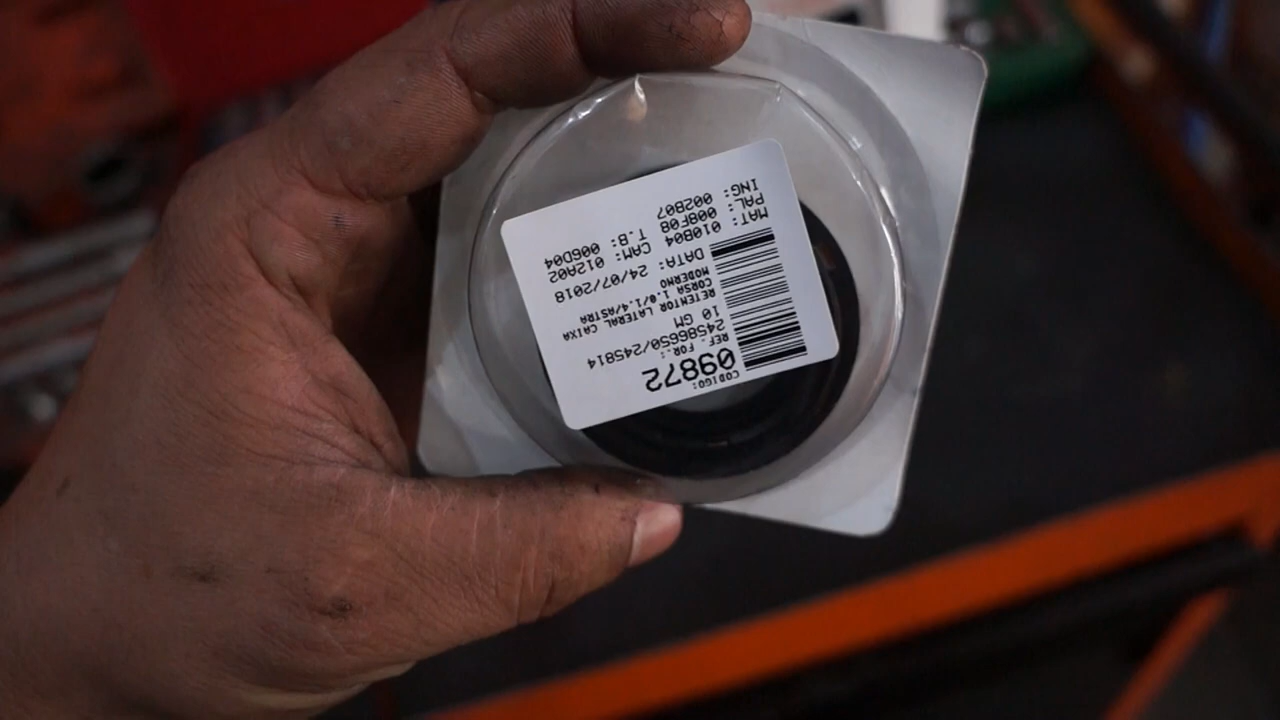 CODIGO:
09872
REF. FOR.:
24586650/245814
10 GM
RETENTOR LATERAL CAIXA
CORSA 1.0/1.4/ASTRA
MODERNO
DATA: 24/07/2018
MAT: 010B04 CAM: 012A02
PAL: 008F08 T.B: 006D04
ING: 002B07